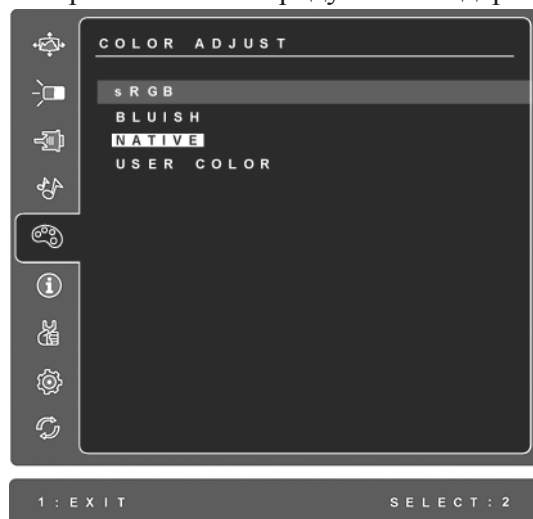 COLOR ADJUST
sRGB
BLUISH
NATIVE
USER COLOR
1:EXIT SELECT:2